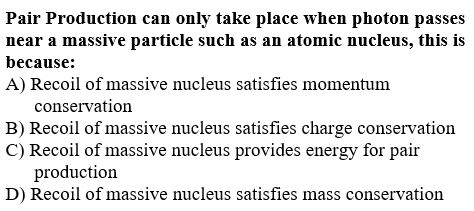 Pair Production can only take place when photon passes
near a massive particle such as an atomic nucleus, this is
because:
A) Recoil of massive nucleus satisfies momentum
conservation
B) Recoil of massive nucleus satisfies charge conservation
C) Recoil of massive nucleus provides energy for pair
production
D) Recoil of massive nucleus satisfies mass conservation